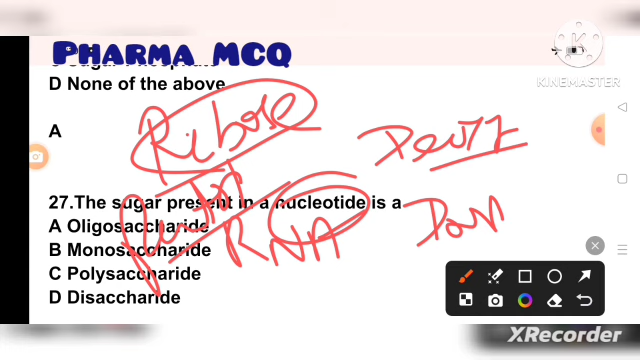 PHARMA MCQ
KINEMASTER
D None of the above
A
Ribose
27.The sugar present in a nucleotide is a
A Oligosaccharide
RNA
B Monosaccharide
C Polysaccharide
D Disaccharide
XRecorder